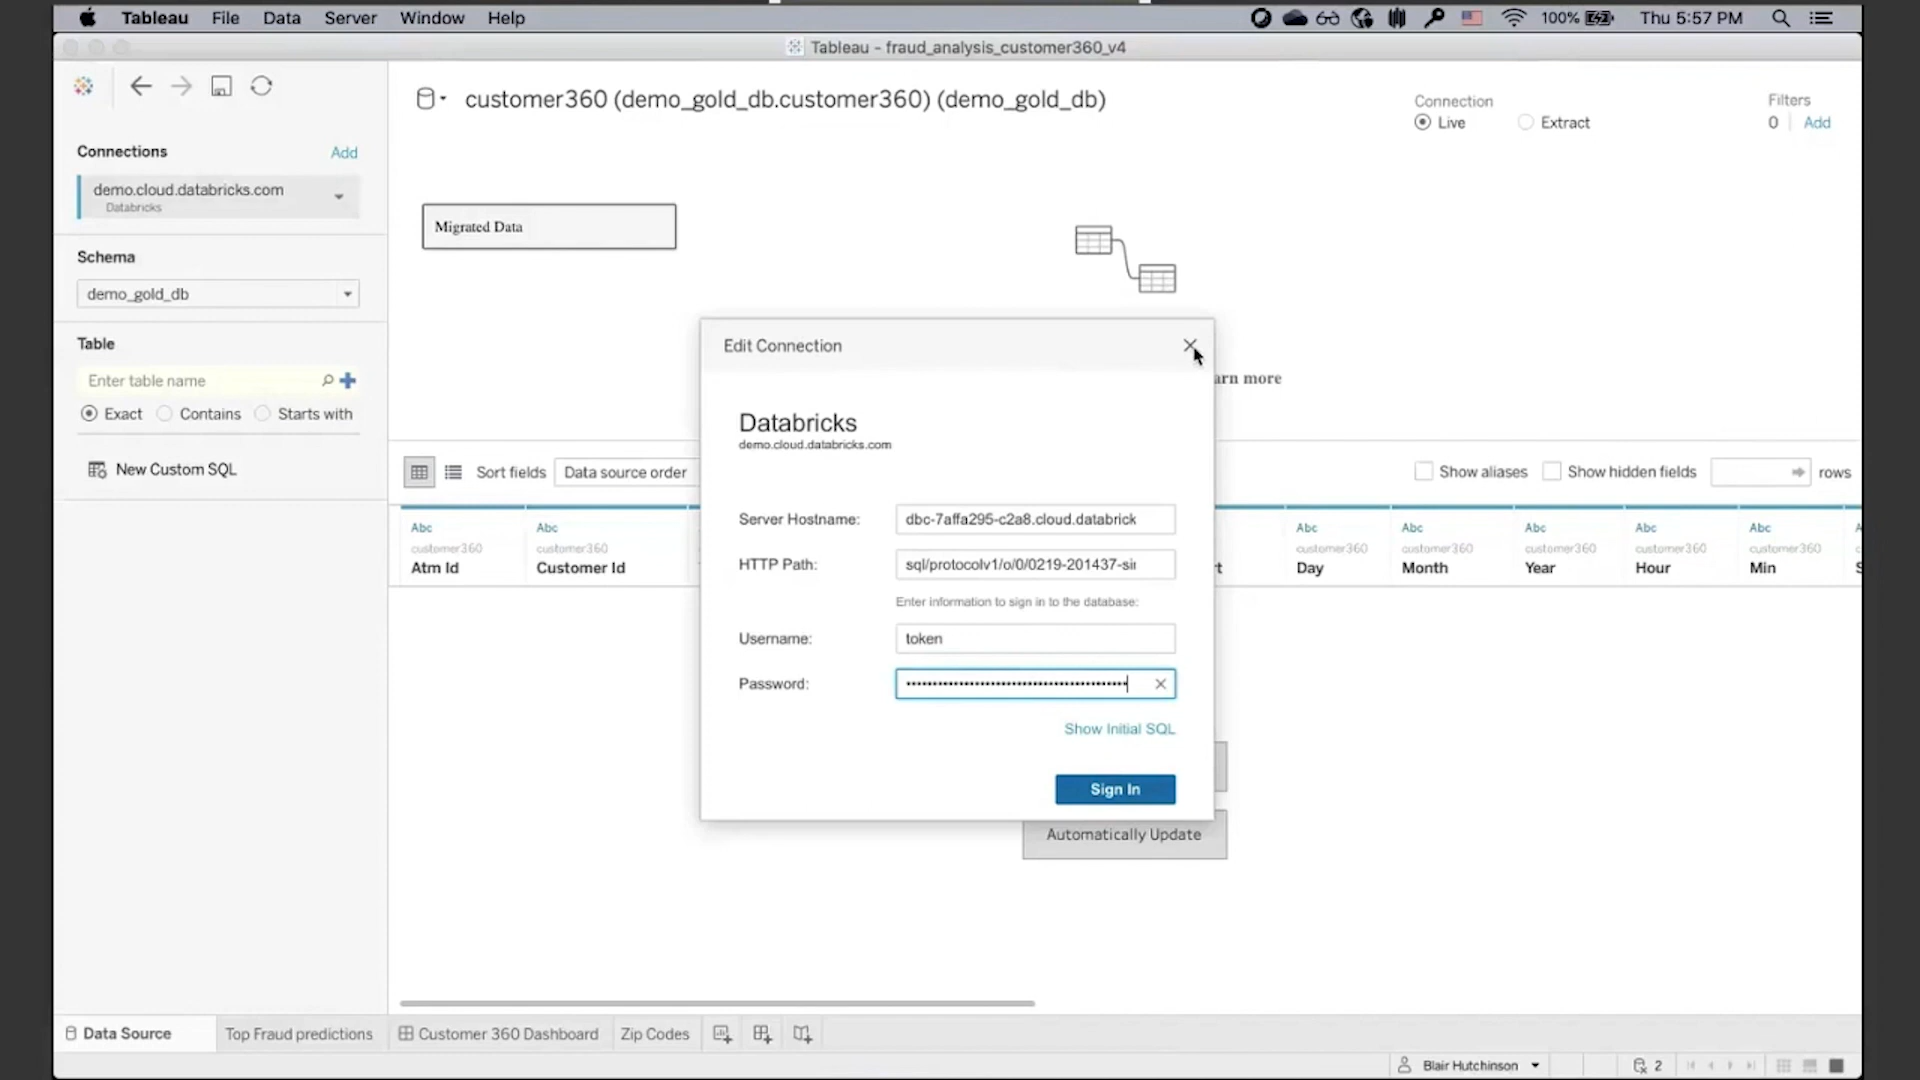 Tableau File Data Server Window Help 100% Thu 5:57 PM
Tableau - fraud_analysis_customer360_v4
customer360 (demo_gold_db.customer360) (demo_gold_db)
Connection
Live Extract
Filters
0 Add
Connections Add
demo.cloud.databricks.com
Databricks
Schema
demo_gold_db
Table
Enter table name
Exact Contains Starts with
New Custom SQL
Migrated Data
arn more
Sort fields Data source order
Show aliases Show hidden fields rows
Abc
customer360
Atm Id
Abc
customer360
Customer Id
t
Abc
customer360
Day
Abc
customer360
Month
Abc
customer360
Year
Abc
customer360
Hour
Abc
customer360
Min
Edit Connection
Databricks
demo.cloud.databricks.com
Server Hostname: dbc-7affa295-c2a8.cloud.databrick
HTTP Path: sql/protocolv1/o/0/0219-201437-sir
Enter information to sign in to the database:
Username: token
Password:
Show Initial SQL
Sign In
Automatically Update
Data Source Top Fraud predictions Customer 360 Dashboard Zip Codes
Blair Hutchinson 2